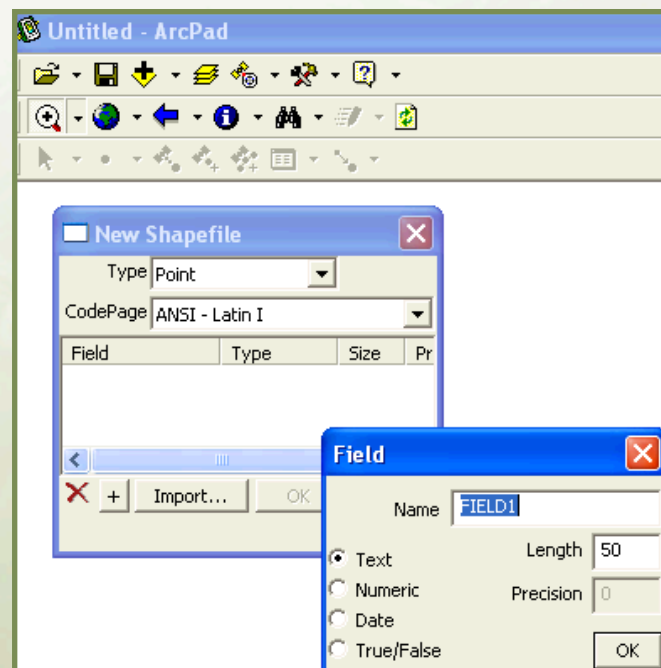 Untitled - ArcPad
New Shapefile
Type Point
CodePage ANSI - Latin I
Field Type Size Pr
Import... OK
Field
Name FIELD1
Text
Length 50
Numeric
Precision 0
Date
True/False
OK